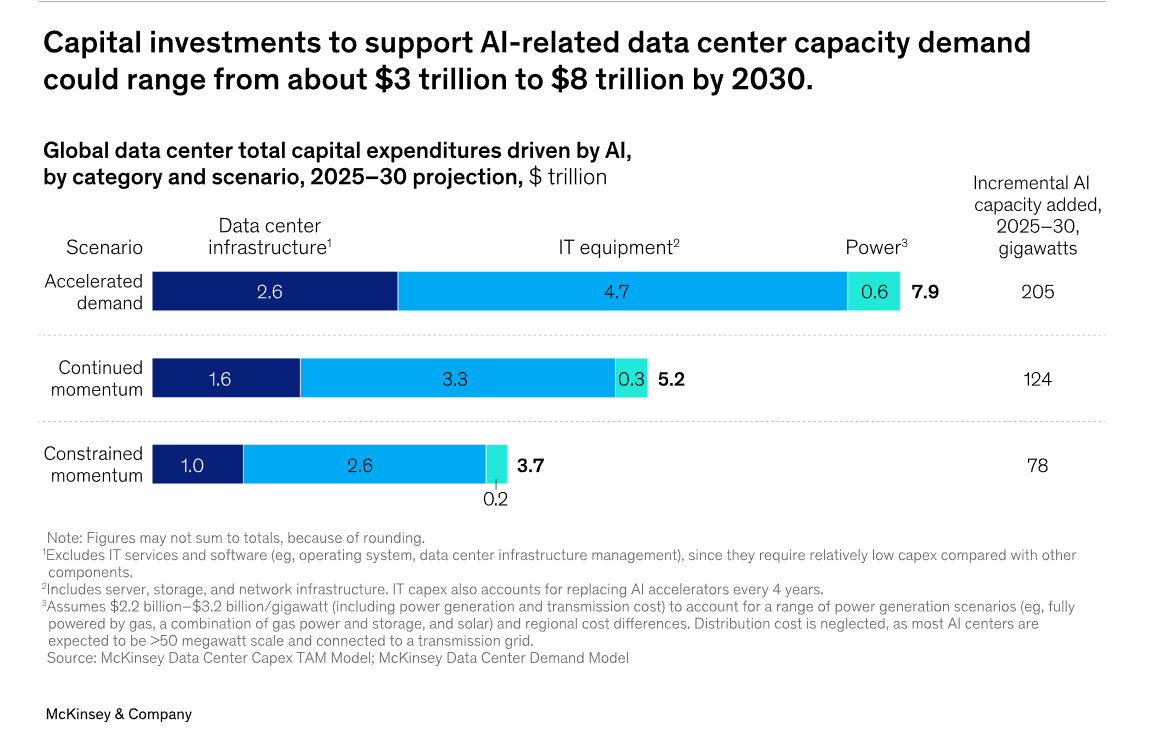 Capital investments to support AI-related data center capacity demand
could range from about $3 trillion to $8 trillion by 2030.
Global data center total capital expenditures driven by AI,
by category and scenario, 2025–30 projection, $ trillion
Incremental AI
capacity added,
2025–30,
gigawatts
Scenario
Data center
infrastructure¹
IT equipment²
Power³
Accelerated
demand
2.6
4.7
0.6
7.9
205
Continued
momentum
1.6
3.3
0.3
5.2
124
Constrained
momentum
1.0
2.6
0.2
3.7
78
Note: Figures may not sum to totals, because of rounding.
¹Excludes IT services and software (eg, operating system, data center infrastructure management), since they require relatively low capex compared with other
components.
²Includes server, storage, and network infrastructure. IT capex also accounts for replacing AI accelerators every 4 years.
³Assumes $2.2 billion–$3.2 billion/gigawatt (including power generation and transmission cost) to account for a range of power generation scenarios (eg, fully
powered by gas, a combination of gas power and storage, and solar) and regional cost differences. Distribution cost is neglected, as most AI centers are
expected to be >50 megawatt scale and connected to a transmission grid.
Source: McKinsey Data Center Capex TAM Model; McKinsey Data Center Demand Model
McKinsey & Company